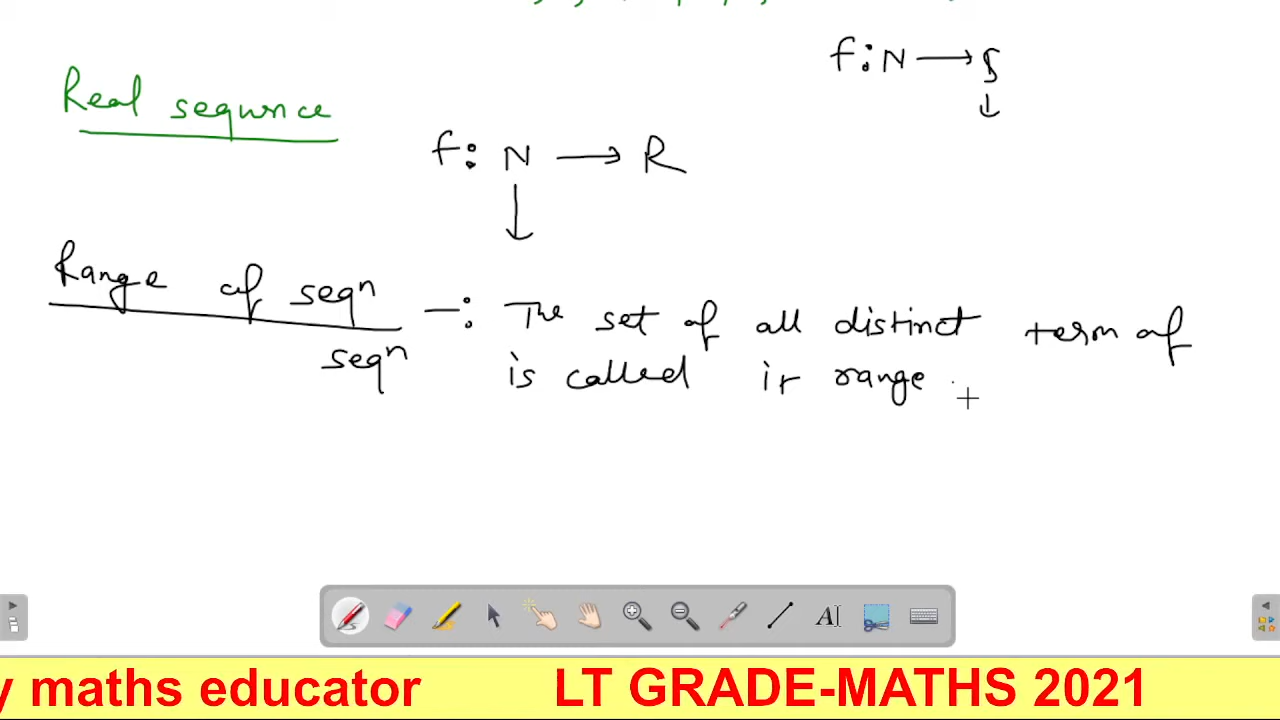 f: N → S
Real sequnce
f: N → R
Range of seqn
-: The set of all distinct term of
seqn is called it range
y maths educator LT GRADE-MATHS 2021